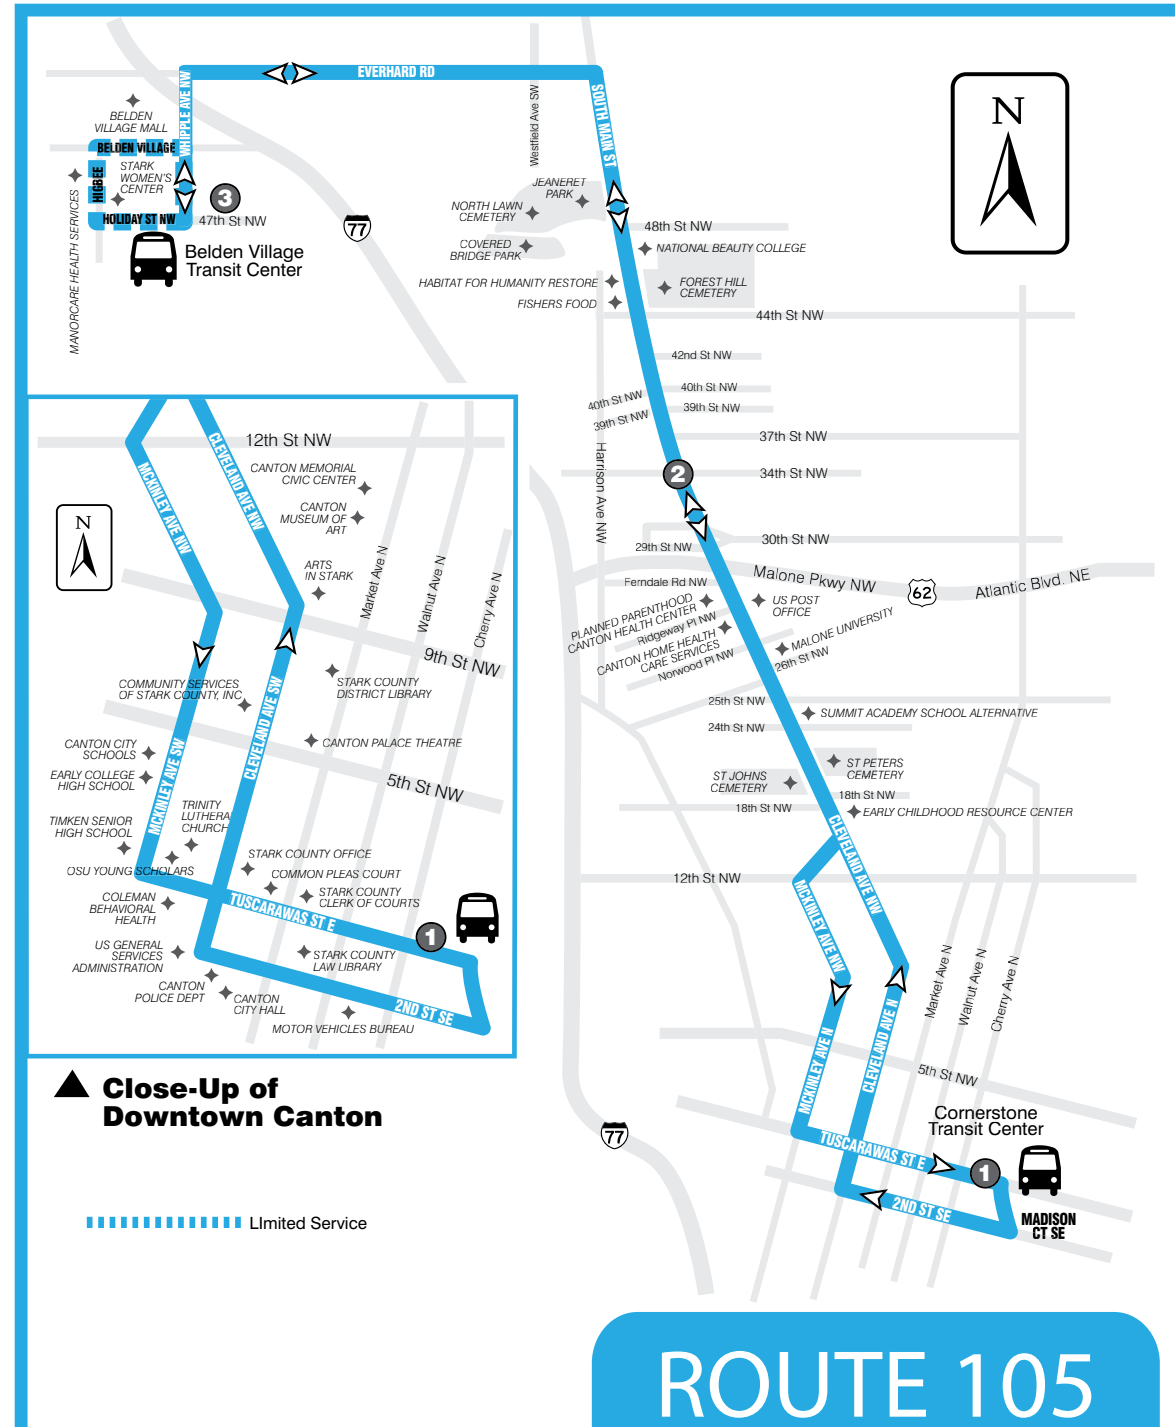 EVERHARD RD
WHIPPLE AVE NW
SOUTH MAIN ST
Westfield Ave SW
N
BELDEN
VILLAGE MALL
BELDEN VILLAGE
HIGBEE
STARK
WOMEN'S
CENTER
MANORCARE HEALTH SERVICES
HOLIDAY ST NW
3
47th St NW
Belden Village
Transit Center
77
JEANERET
PARK
NORTH LAWN
CEMETERY
COVERED
BRIDGE PARK
48th St NW
NATIONAL BEAUTY COLLEGE
HABITAT FOR HUMANITY RESTORE
FOREST HILL
CEMETERY
FISHERS FOOD
44th St NW
42nd St NW
40th St NW
40th St NW
39th St NW
39th St NW
37th St NW
Harrison Ave NW
2
34th St NW
30th St NW
29th St NW
Malone Pkwy NW
62
Atlantic Blvd. NE
Ferndale Rd NW
PLANNED PARENTHOOD
CANTON HEALTH CENTER
Ridgeway Pl NW
US POST
OFFICE
CANTON HOME HEALTH
CARE SERVICES
Norwood Pl NW
MALONE UNIVERSITY
26th St NW
25th St NW
SUMMIT ACADEMY SCHOOL ALTERNATIVE
24th St NW
ST PETERS
CEMETERY
ST JOHNS
CEMETERY
18th St NW
18th St NW
EARLY CHILDHOOD RESOURCE CENTER
CLEVELAND AVE NW
12th St NW
MCKINLEY AVE NW
MCKINLEY AVE N
CLEVELAND AVE N
Market Ave N
Walnut Ave N
Cherry Ave N
5th St NW
Cornerstone
Transit Center
77
TUSCARAWAS ST E
1
2ND ST SE
MADISON
CT SE
12th St NW
MCKINLEY AVE NW
CLEVELAND AVE NW
CANTON MEMORIAL
CIVIC CENTER
CANTON
MUSEUM OF
ART
N
ARTS
IN STARK
Market Ave N
Walnut Ave N
Cherry Ave N
9th St NW
COMMUNITY SERVICES
OF STARK COUNTY, INC
STARK COUNTY
DISTRICT LIBRARY
CLEVELAND AVE SW
MCKINLEY AVE SW
CANTON CITY
SCHOOLS
CANTON PALACE THEATRE
EARLY COLLEGE
HIGH SCHOOL
5th St NW
TRINITY
LUTHERA
CHURCH
TIMKEN SENIOR
HIGH SCHOOL
OSU YOUNG SCHOLARS
STARK COUNTY OFFICE
COMMON PLEAS COURT
STARK COUNTY
CLERK OF COURTS
COLEMAN
BEHAVIORAL
HEALTH
TUSCARAWAS ST E
1
US GENERAL
SERVICES
ADMINISTRATION
STARK COUNTY
LAW LIBRARY
CANTON
POLICE DEPT
CANTON
CITY HALL
2ND ST SE
MOTOR VEHICLES BUREAU
Close-Up of
Downtown Canton
LImited Service
ROUTE 105